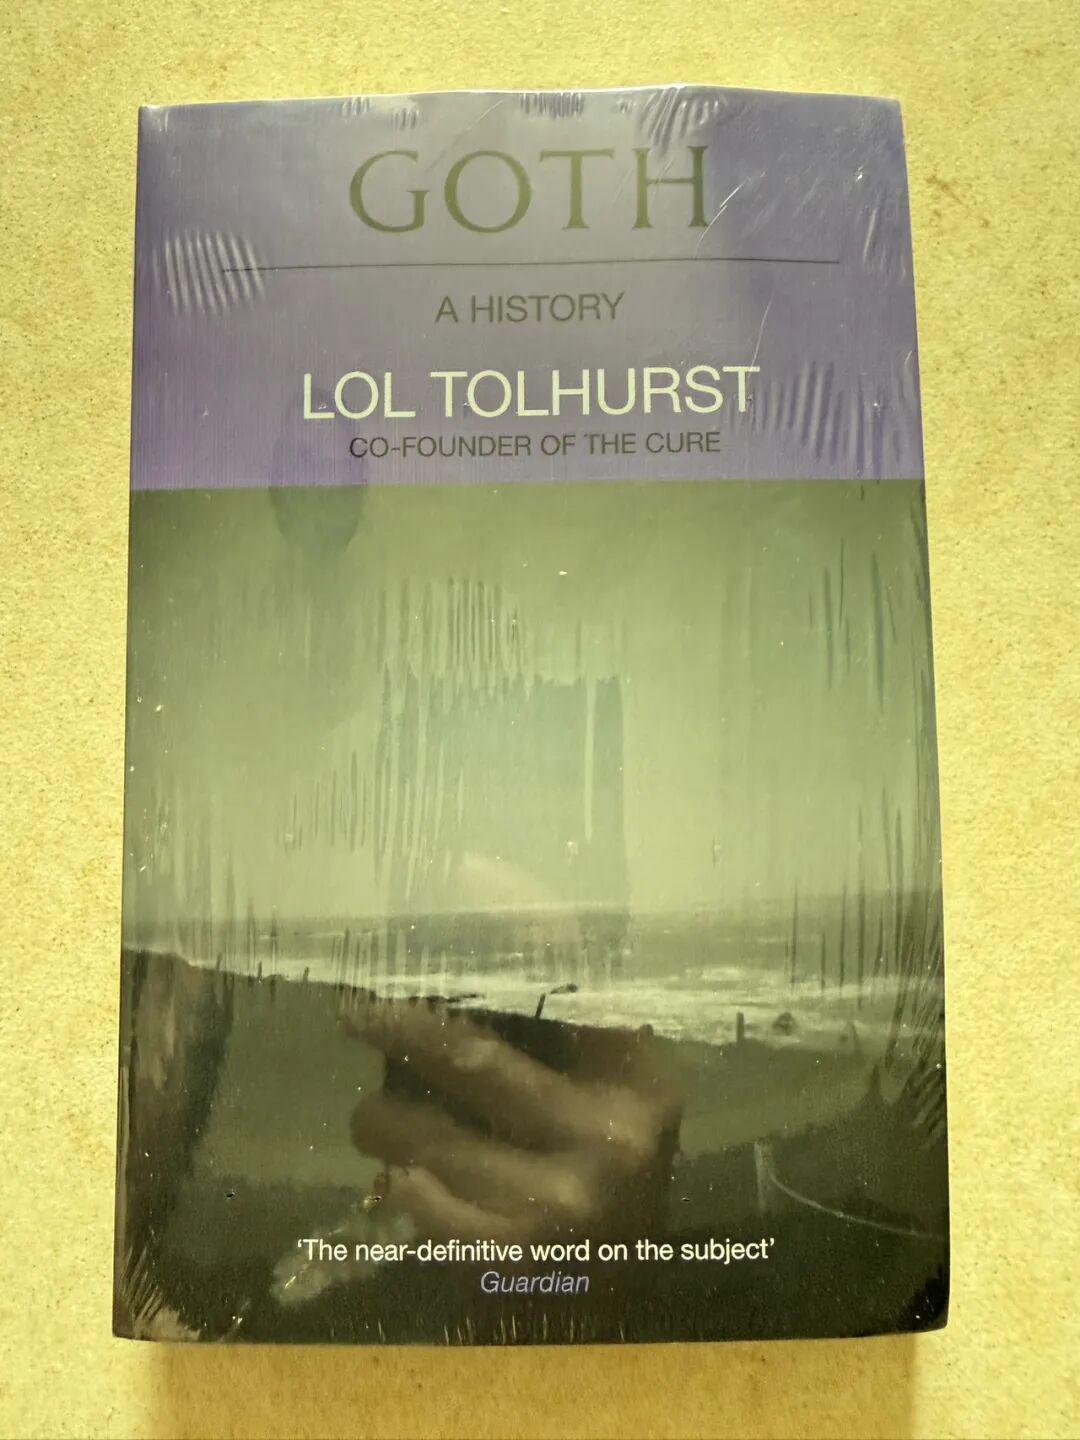 GOTH
A HISTORY
LOL TOLHURST
CO-FOUNDER OF THE CURE
‘The near-definitive word on the subject’
Guardian